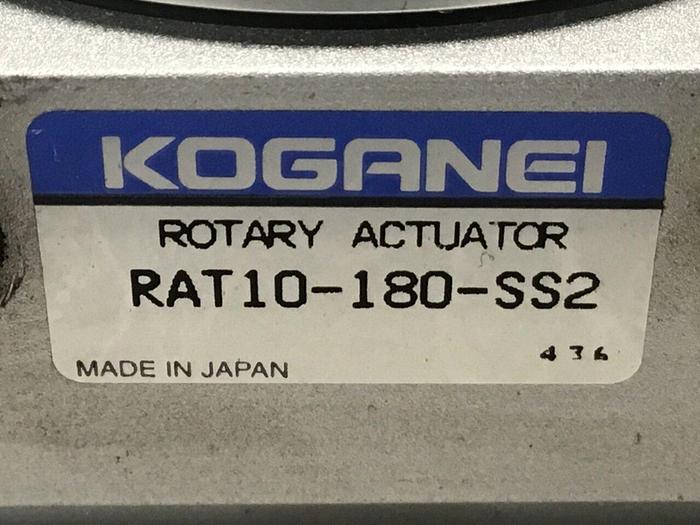 KOGANEI
ROTARY ACTUATOR
RAT10-180-SS2
436
MADE IN JAPAN